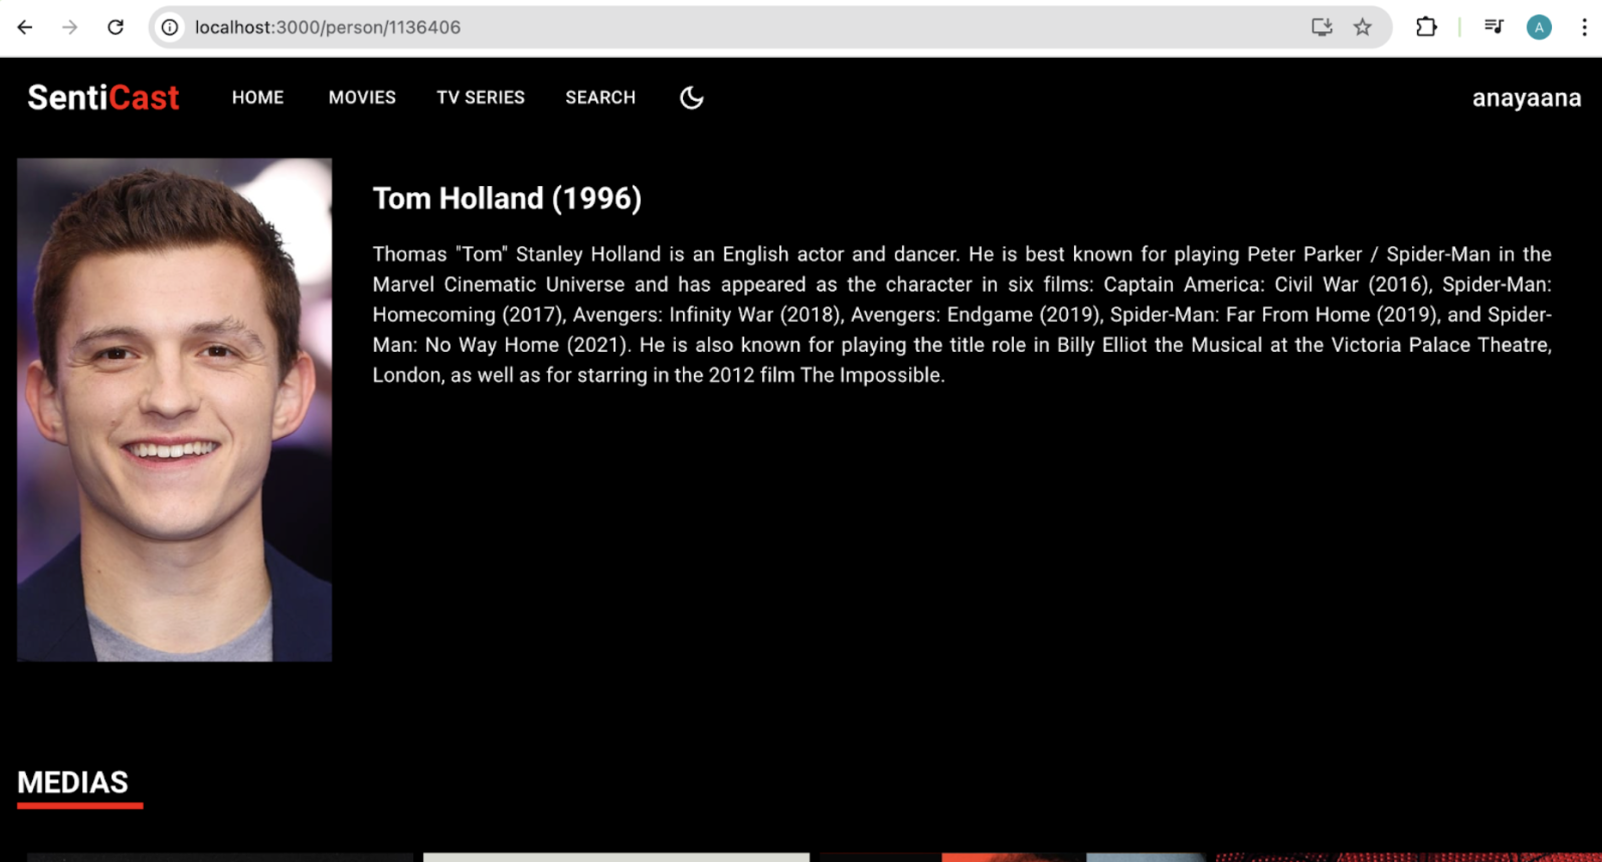 localhost:3000/person/1136406
A
SentiCast HOME MOVIES TV SERIES SEARCH anayaana
Tom Holland (1996)
Thomas "Tom" Stanley Holland is an English actor and dancer. He is best known for playing Peter Parker / Spider-Man in the
Marvel Cinematic Universe and has appeared as the character in six films: Captain America: Civil War (2016), Spider-Man:
Homecoming (2017), Avengers: Infinity War (2018), Avengers: Endgame (2019), Spider-Man: Far From Home (2019), and Spider-
Man: No Way Home (2021). He is also known for playing the title role in Billy Elliot the Musical at the Victoria Palace Theatre,
London, as well as for starring in the 2012 film The Impossible.
MEDIAS